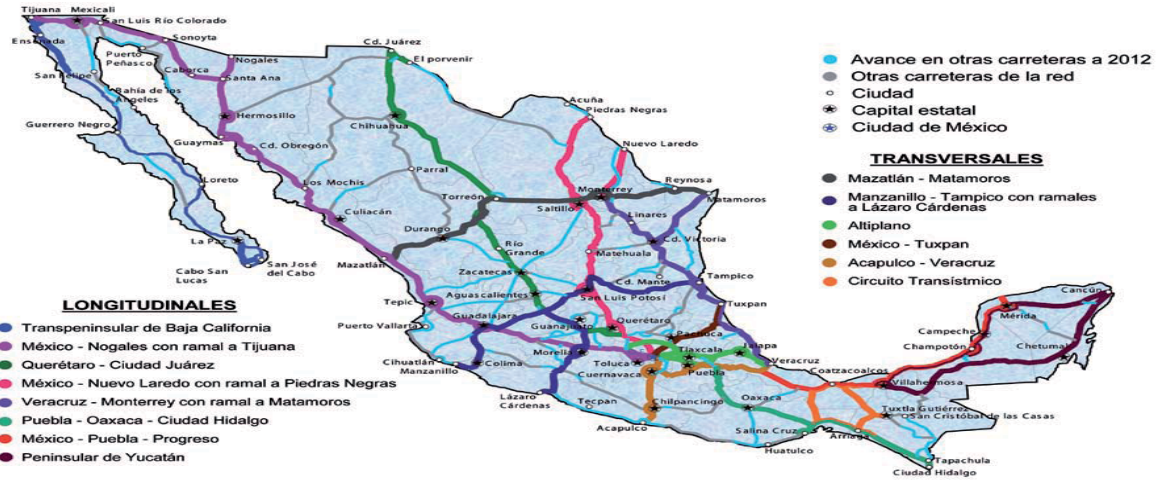 Tijuana Mexicali
San Luis Río Colorado
Ensenada
Sonoyta
Puerto
Peñasco
Nogales
Cd. Juárez
El porvenir
San Felipe
Caborca
Santa Ana
Bahía de los
Ángeles
Hermosillo
Chihuahua
Acuña
Piedras Negras
Guerrero Negro
Guaymas
Cd. Obregón
Nuevo Laredo
Parral
Loreto
Los Mochis
Torreón
Monterrey
Reynosa
Matamoros
Saltillo
Linares
Culiacán
Durango
La Paz
Cd. Victoria
Río
Grande
Matehuala
San José
del Cabo
Cabo San
Lucas
Mazatlán
Zacatecas
Cd. Mante
Tampico
Aguascalientes
San Luis Potosí
Tepic
Tuxpan
Guadalajara
Puerto Vallarta
Guanajuato
Querétaro
Pachuca
Morelia
Tlaxcala
Jalapa
Cihuatlán
Manzanillo
Colima
Toluca
Cuernavaca
Puebla
Veracruz
Coatzacoalcos
Villahermosa
Cancún
Mérida
Campeche
Champotón
Chetumal
Lázaro
Cárdenas
Tecpan
Chilpancingo
Oaxaca
Acapulco
Salina Cruz
Huatulco
Arriaga
Tuxtla Gutiérrez
San Cristóbal de las Casas
Tapachula
Ciudad Hidalgo
Avance en otras carreteras a 2012
Otras carreteras de la red
Ciudad
Capital estatal
Ciudad de México
TRANSVERSALES
Mazatlán - Matamoros
Manzanillo - Tampico con ramales
a Lázaro Cárdenas
Altiplano
México - Tuxpan
Acapulco - Veracruz
Circuito Transístmico
LONGITUDINALES
Transpeninsular de Baja California
México - Nogales con ramal a Tijuana
Querétaro - Ciudad Juárez
México - Nuevo Laredo con ramal a Piedras Negras
Veracruz - Monterrey con ramal a Matamoros
Puebla - Oaxaca - Ciudad Hidalgo
México - Puebla - Progreso
Peninsular de Yucatán